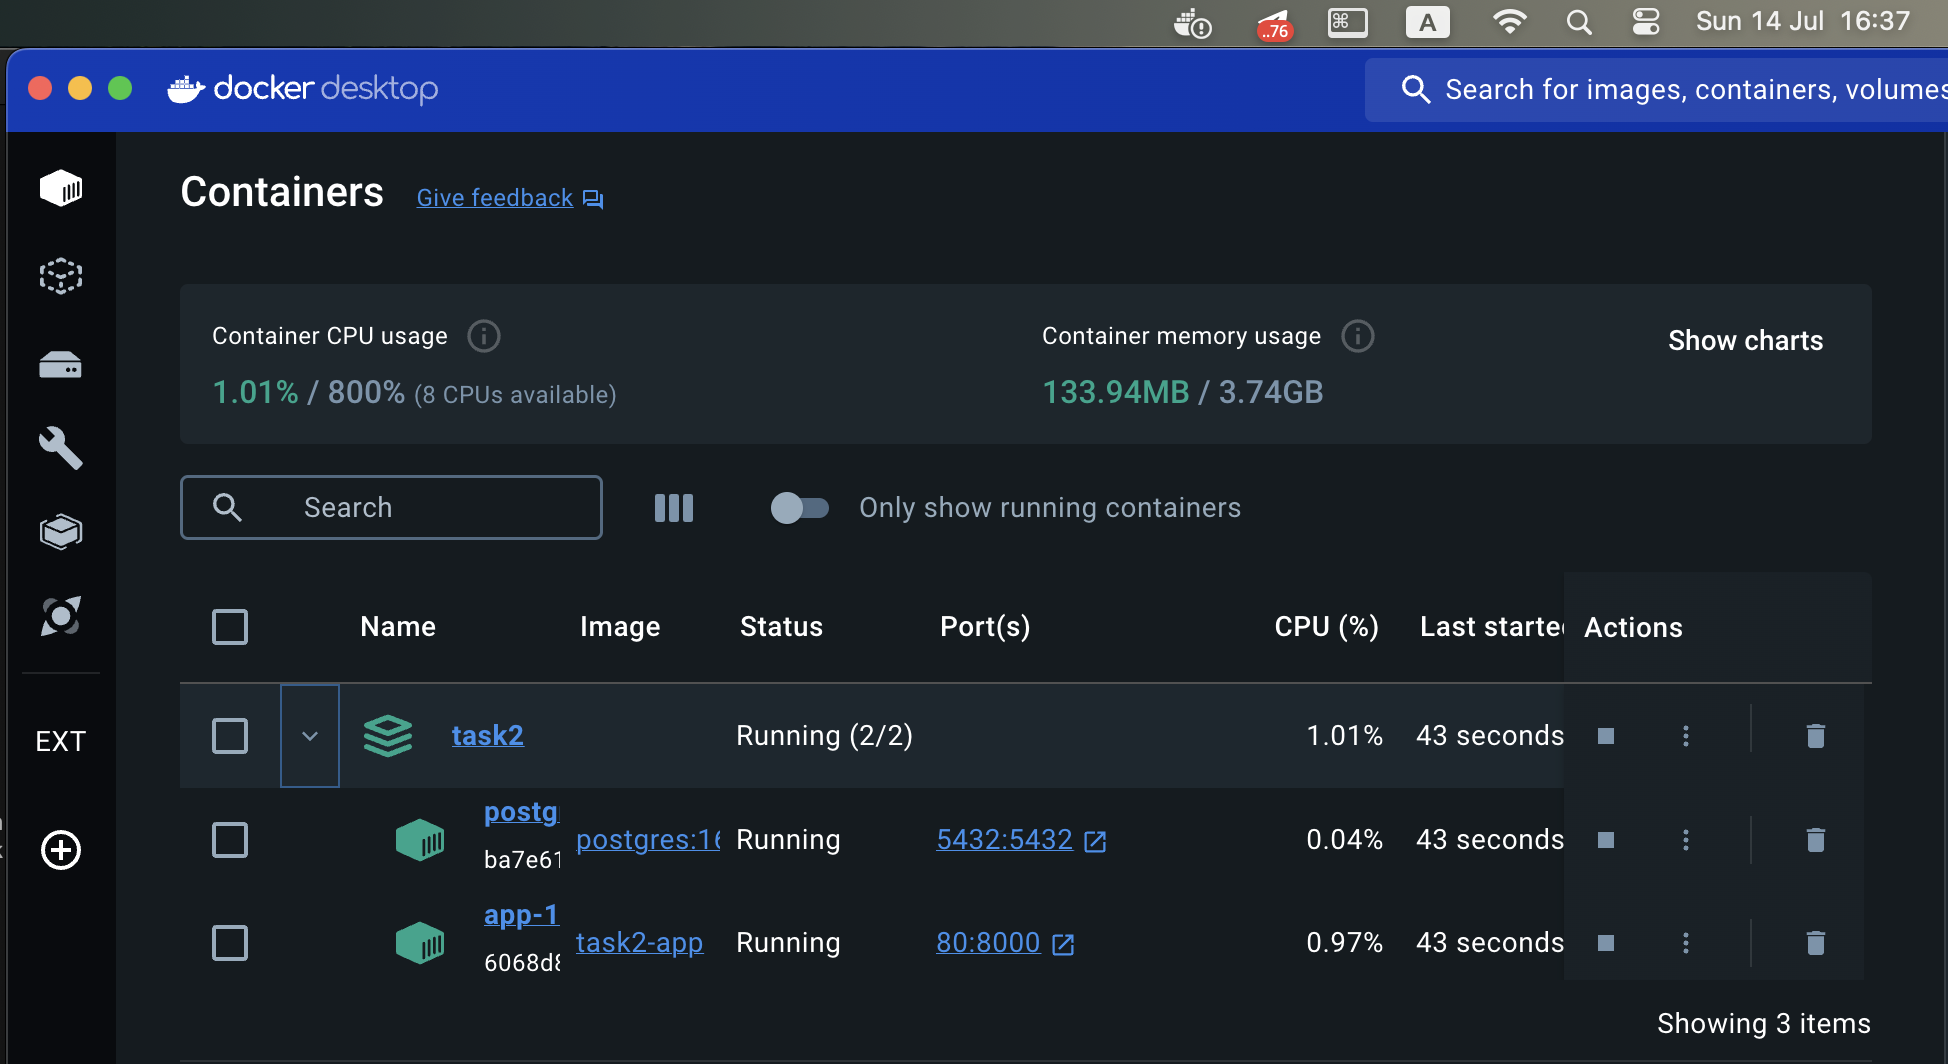 ..76
A
Sun 14 Jul 16:37
docker desktop
Search for images, containers, volumes
Containers
Give feedback
Container CPU usage
Container memory usage
Show charts
1.01% / 800% (8 CPUs available)
133.94MB / 3.74GB
Search
Only show running containers
Name Image Status Port(s) CPU (%) Last started Actions
task2 Running (2/2) 1.01% 43 seconds
postg
postgres:16 Running 5432:5432 0.04% 43 seconds
ba7e61
app-1
task2-app Running 80:8000 0.97% 43 seconds
6068d8
EXT
Showing 3 items